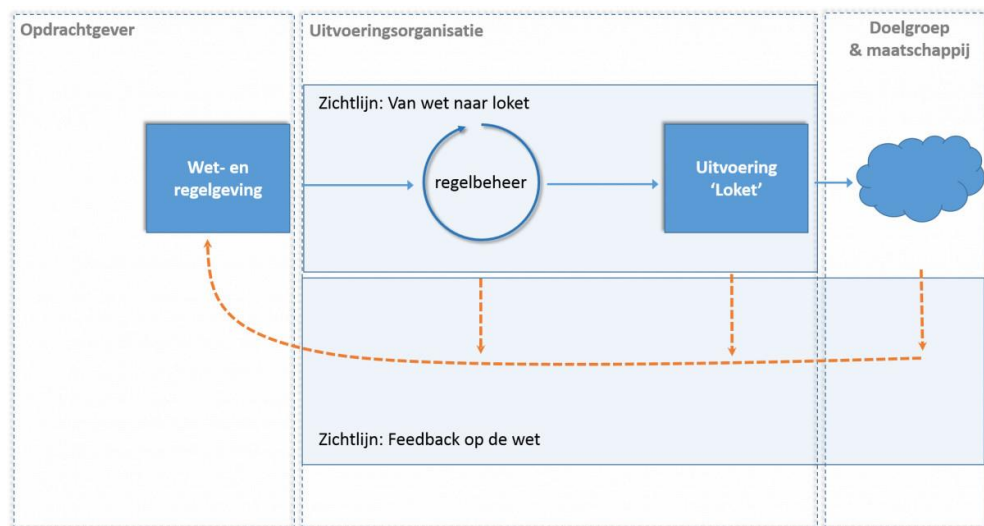 Opdrachtgever
Uitvoeringsorganisatie
Doelgroep
& maatschappij
Zichtlijn: Van wet naar loket
Wet- en
regelgeving
regelbeheer
Uitvoering
‘Loket’
Zichtlijn: Feedback op de wet